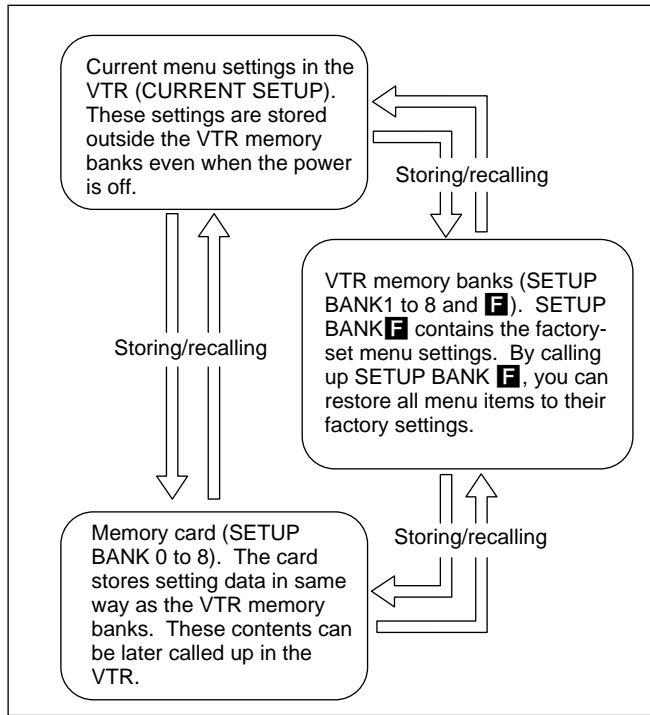 Current menu settings in the
VTR (CURRENT SETUP).
These settings are stored
outside the VTR memory
banks even when the power
is off.
Storing/recalling
VTR memory banks (SETUP
BANK1 to 8 and F). SETUP
BANK F contains the factory-
set menu settings. By calling
up SETUP BANK F, you can
restore all menu items to their
factory settings.
Storing/recalling
Storing/recalling
Memory card (SETUP
BANK 0 to 8). The card
stores setting data in same
way as the VTR memory
banks. These contents can
be later called up in the
VTR.